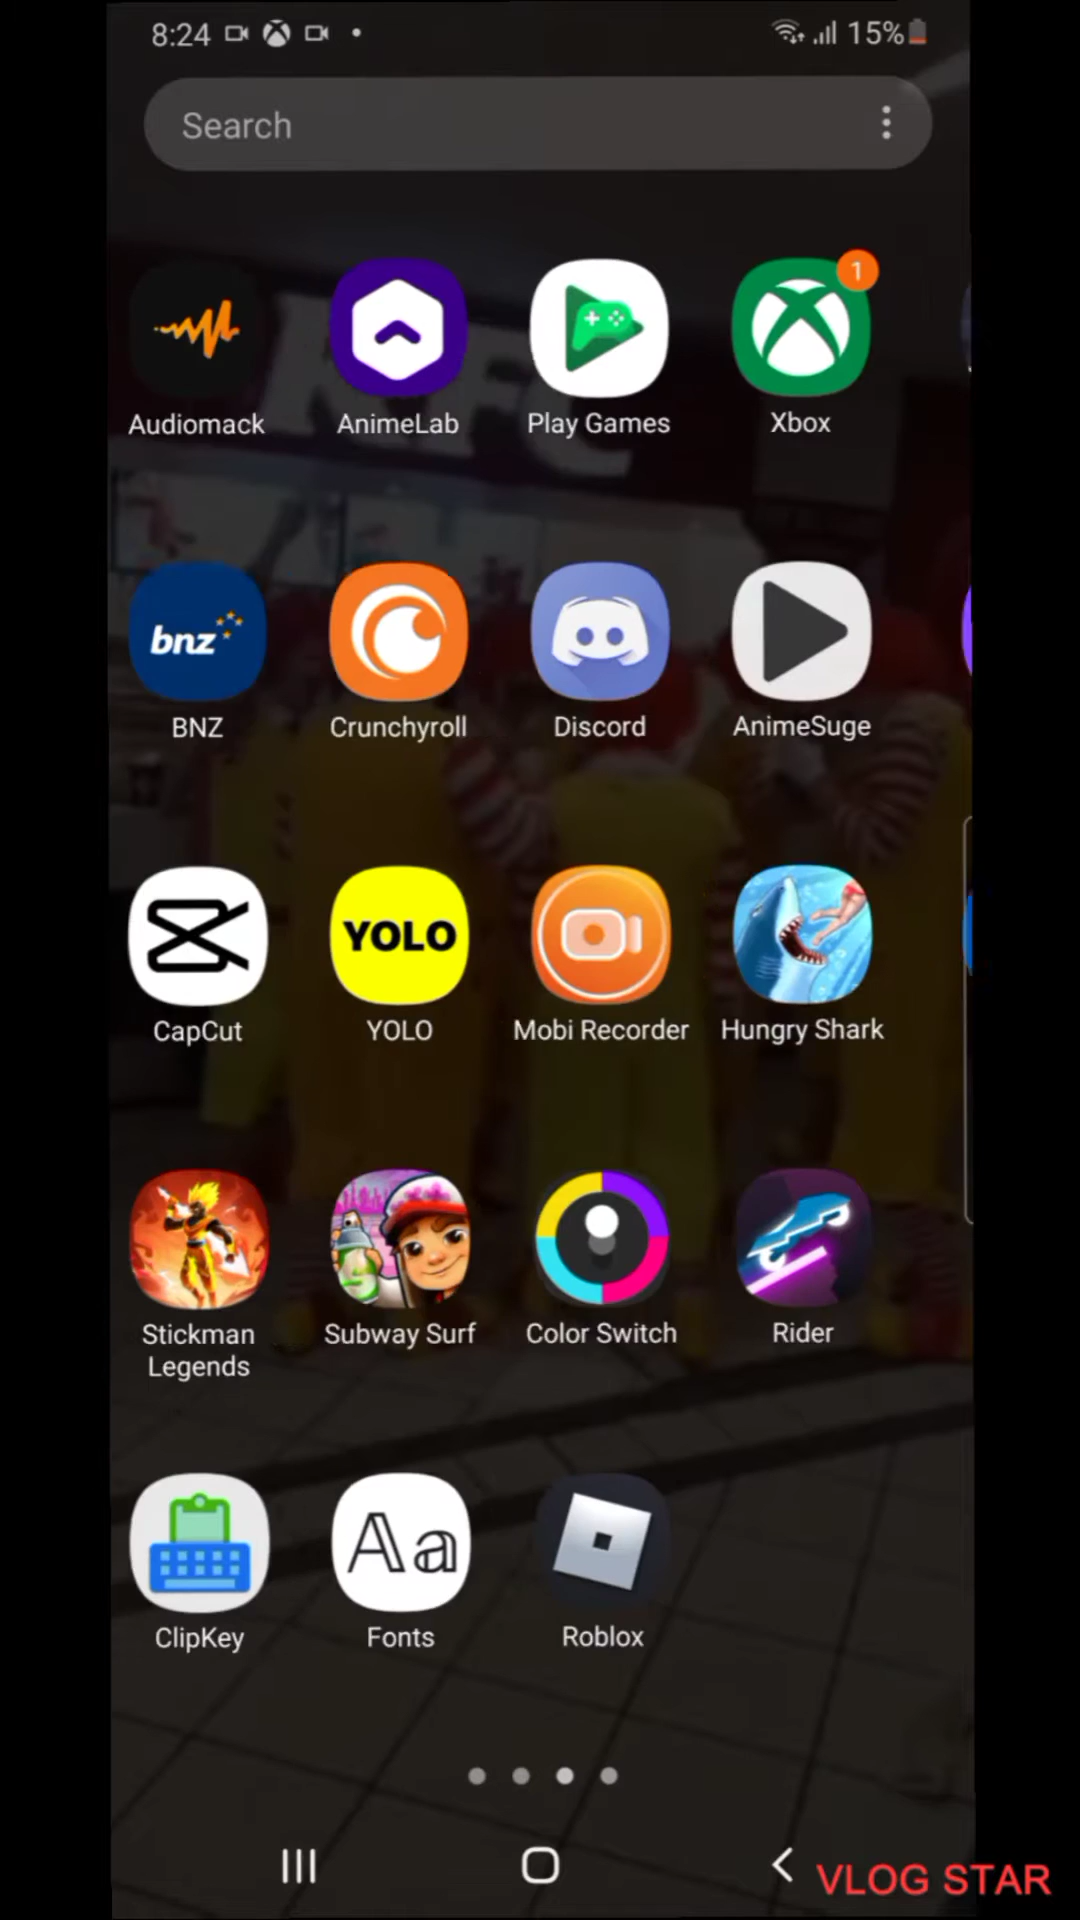 8:24
15%
Search
1
Audiomack
AnimeLab
Play Games
Xbox
bnz
BNZ
Crunchyroll
Discord
AnimeSuge
YOLO
CapCut
YOLO
Mobi Recorder
Hungry Shark
Stickman
Legends
Subway Surf
Color Switch
Rider
Aa
ClipKey
Fonts
Roblox
VLOG STAR